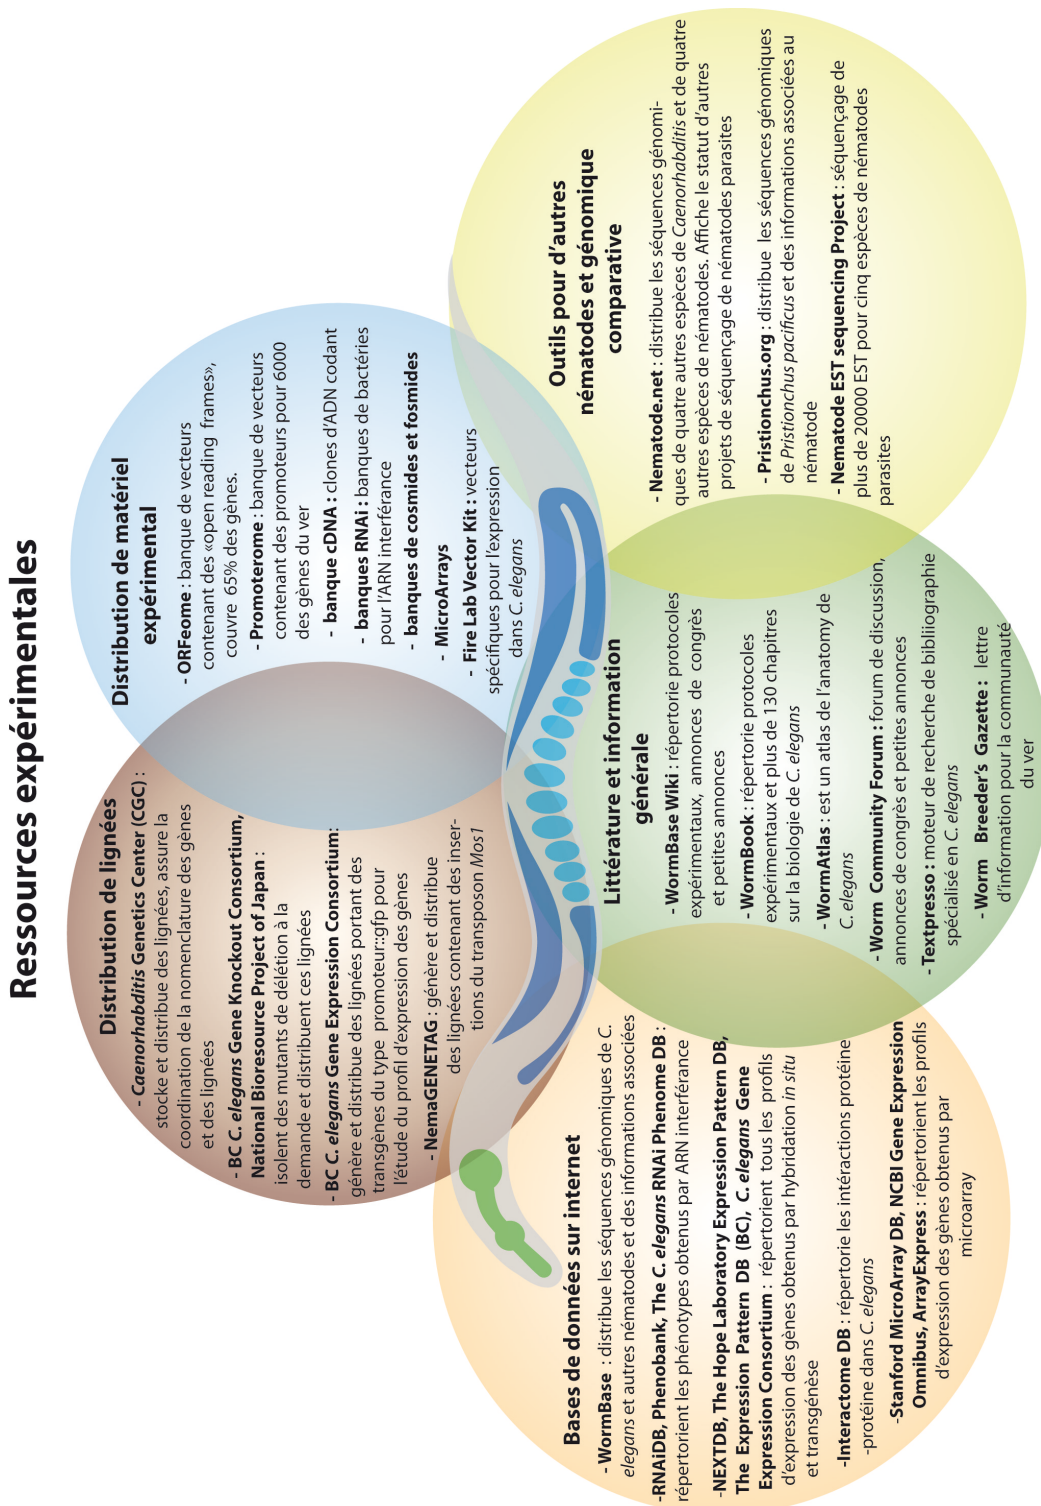 Ressources expérimentales
Distribution de lignées
- Caenorhabditis Genetics Center (CGC) :
stocke et distribue des lignées, assure la
coordination de la nomenclature des gènes
et des lignées
- BC C. elegans Gene Knockout Consortium,
National Bioresource Project of Japan :
isolent des mutants de délétion à la
demande et distribuent ces lignées
- BC C. elegans Gene Expression Consortium:
génère et distribue des lignées portant des
transgènes du type promoteur::gfp pour
l'étude du profil d'expression des gènes
- NemaGENETAG : génère et distribue
des lignées contenant des inser-
tions du transposon Mos1
Distribution de matériel
expérimental
- ORFeome : banque de vecteurs
contenant des «open reading frames»,
couvre 65% des gènes.
- Promoterome : banque de vecteurs
contenant des promoteurs pour 6000
des gènes du ver
- banque cDNA : clones d'ADN codant
- banques RNAi : banques de bactéries
pour l'ARN interférance
- banques de cosmides et fosmides
- MicroArrays
- Fire Lab Vector Kit : vecteurs
spécifiques pour l'expression
dans C. elegans
Bases de données sur internet
- WormBase : distribue les séquences génomiques de C.
elegans et autres nématodes et des informations associées
-RNAiDB, Phenobank, The C. elegans RNAi Phenome DB :
répertorient les phénotypes obtenus par ARN interférance
-NEXTDB, The Hope Laboratory Expression Pattern DB,
The Expression Pattern DB (BC), C. elegans Gene
Expression Consortium : répertorient tous les profils
d'expression des gènes obtenus par hybridation in situ
et transgénèse
-Interactome DB : répertorie les intéractions protéine
-protéine dans C. elegans
-Stanford MicroArray DB, NCBI Gene Expression
Omnibus, ArrayExpress : répertorient les profils
d'expression des gènes obtenus par
microarray
Littérature et information
générale
- WormBase Wiki : répertorie protocoles
expérimentaux, annonces de congrès
et petites annonces
- WormBook : répertorie protocoles
expérimentaux et plus de 130 chapitres
sur la biologie de C. elegans
- WormAtlas : est un atlas de l'anatomy de
C. elegans
- Worm Community Forum : forum de discussion,
annonces de congrès et petites annonces
- Textpresso : moteur de recherche de bibliiographie
spécialisé en C. elegans
- Worm Breeder's Gazette : lettre
d'information pour la communauté
du ver
Outils pour d'autres
nématodes et génomique
comparative
- Nematode.net : distribue les séquences génomi-
ques de quatre autres espèces de Caenorhabditis et de quatre
autres espèces de nématodes. Affiche le statut d'autres
projets de séquençage de nématodes parasites
- Pristionchus.org : distribue les séquences génomiques
de Pristionchus pacificus et des informations associées au
nématode
- Nematode EST sequencing Project : séquençage de
plus de 20000 EST pour cinq espèces de nématodes
parasites